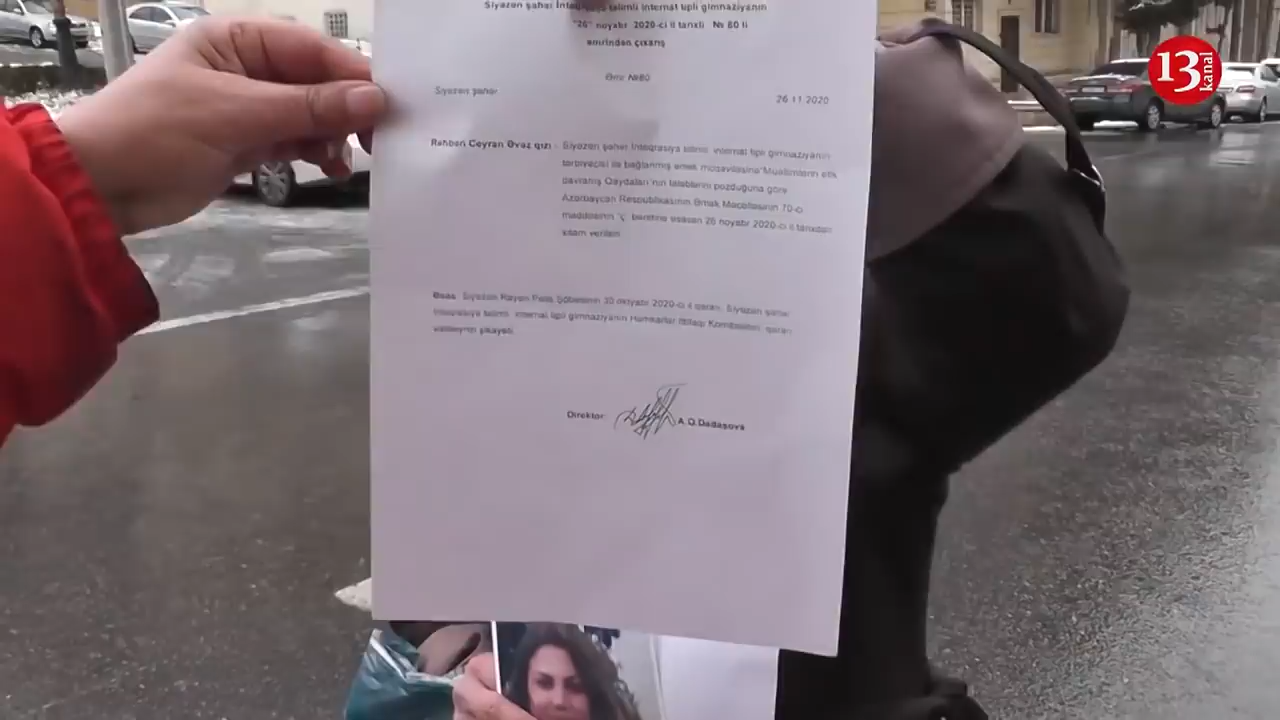 Siyəzən şəhəri İnteqrasiya təlimli internat tipli gimnaziyanın
"26" noyabr 2020-ci il tarixli № 80 li
əmrindən çıxarış
Əmr №80
Siyəzən şəhər
26.11.2020
Rəhbəri Ceyran Əvəz qızı - Siyəzən şəhər İnteqrasiya təlimli internat tipli gimnaziyanın
tərbiyəçisi ilə bağlanmış əmək müqaviləsinə "Müəllimlərin etik
davranış Qaydaları"nın tələblərini pozduğuna görə
Azərbaycan Respublikasının Əmək Məcəlləsinin 70-ci
maddəsinin "ç" bəndinə əsasən 26 noyabr 2020-ci il tarixdən
xitam verilsin
Əsas: Siyəzən Rayon Polis Şöbəsinin 30 oktyabr 2020-ci il qərarı, Siyəzən şəhər
İnteqrasiya təlimli internat tipli gimnaziyanın Həmkarlar İttifaqı Komitəsinin qərarı
valideynin şikayəti.
Direktor: A.Q.Dadaşova
13
kanal